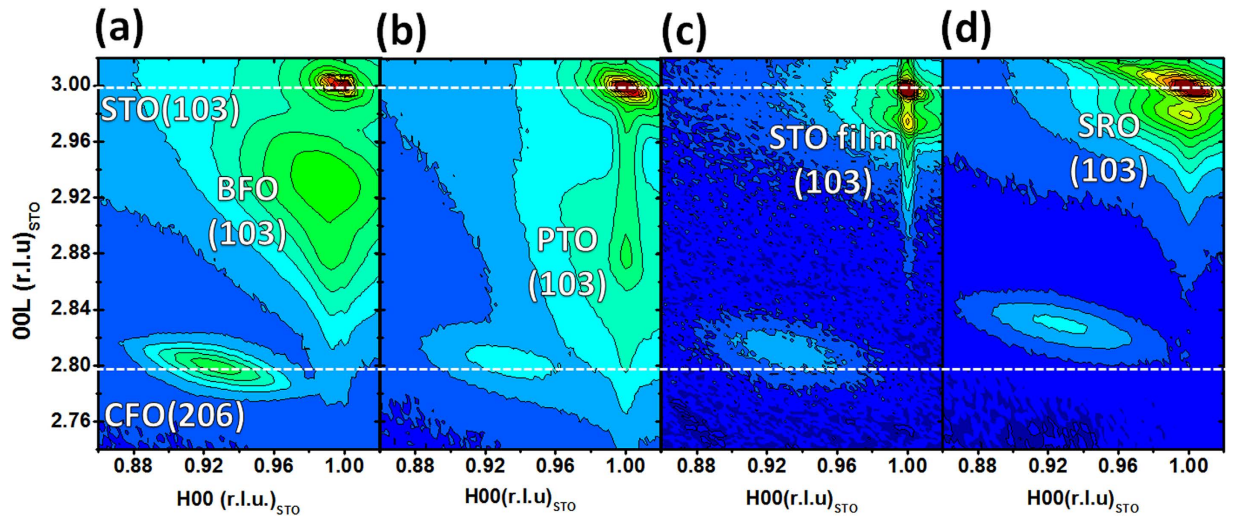 (a) (b) (c) (d)
00L (r.l.u)STO
3.00
2.96
2.92
2.88
2.84
2.80
2.76
STO(103)
BFO
(103)
CFO(206)
PTO
(103)
STO film
(103)
SRO
(103)
0.88 0.92 0.96 1.00 0.88 0.92 0.96 1.00 0.88 0.92 0.96 1.00 0.88 0.92 0.96 1.00
H00 (r.l.u.)STO H00(r.l.u)STO H00(r.l.u)STO H00(r.l.u)STO